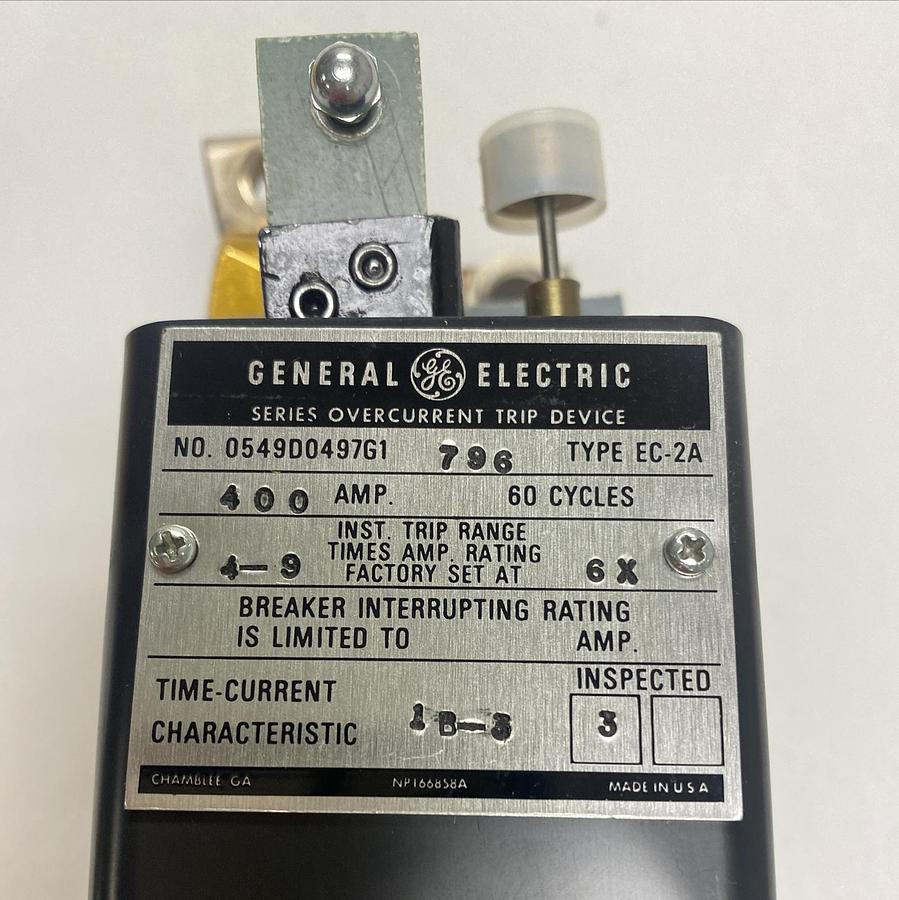 GENERAL GE ELECTRIC
SERIES OVERCURRENT TRIP DEVICE
NO. 0549D0497G1 796 TYPE EC-2A
400 AMP. 60 CYCLES
INST. TRIP RANGE
TIMES AMP. RATING
4-9 FACTORY SET AT 6X
BREAKER INTERRUPTING RATING
IS LIMITED TO AMP.
INSPECTED
TIME-CURRENT
CHARACTERISTIC 1B-3 3
CHAMBLEE GA NP166858A MADE IN U S A